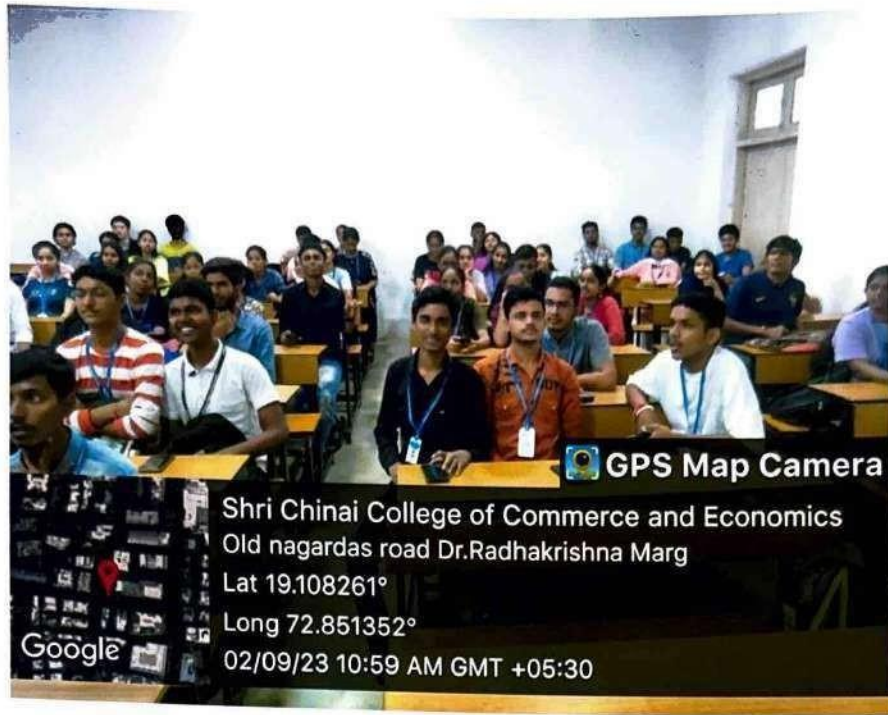 GPS Map Camera
Shri Chinai College of Commerce and Economics
Old nagardas road Dr.Radhakrishna Marg
Lat 19.108261°
Long 72.851352°
02/09/23 10:59 AM GMT +05:30
Google